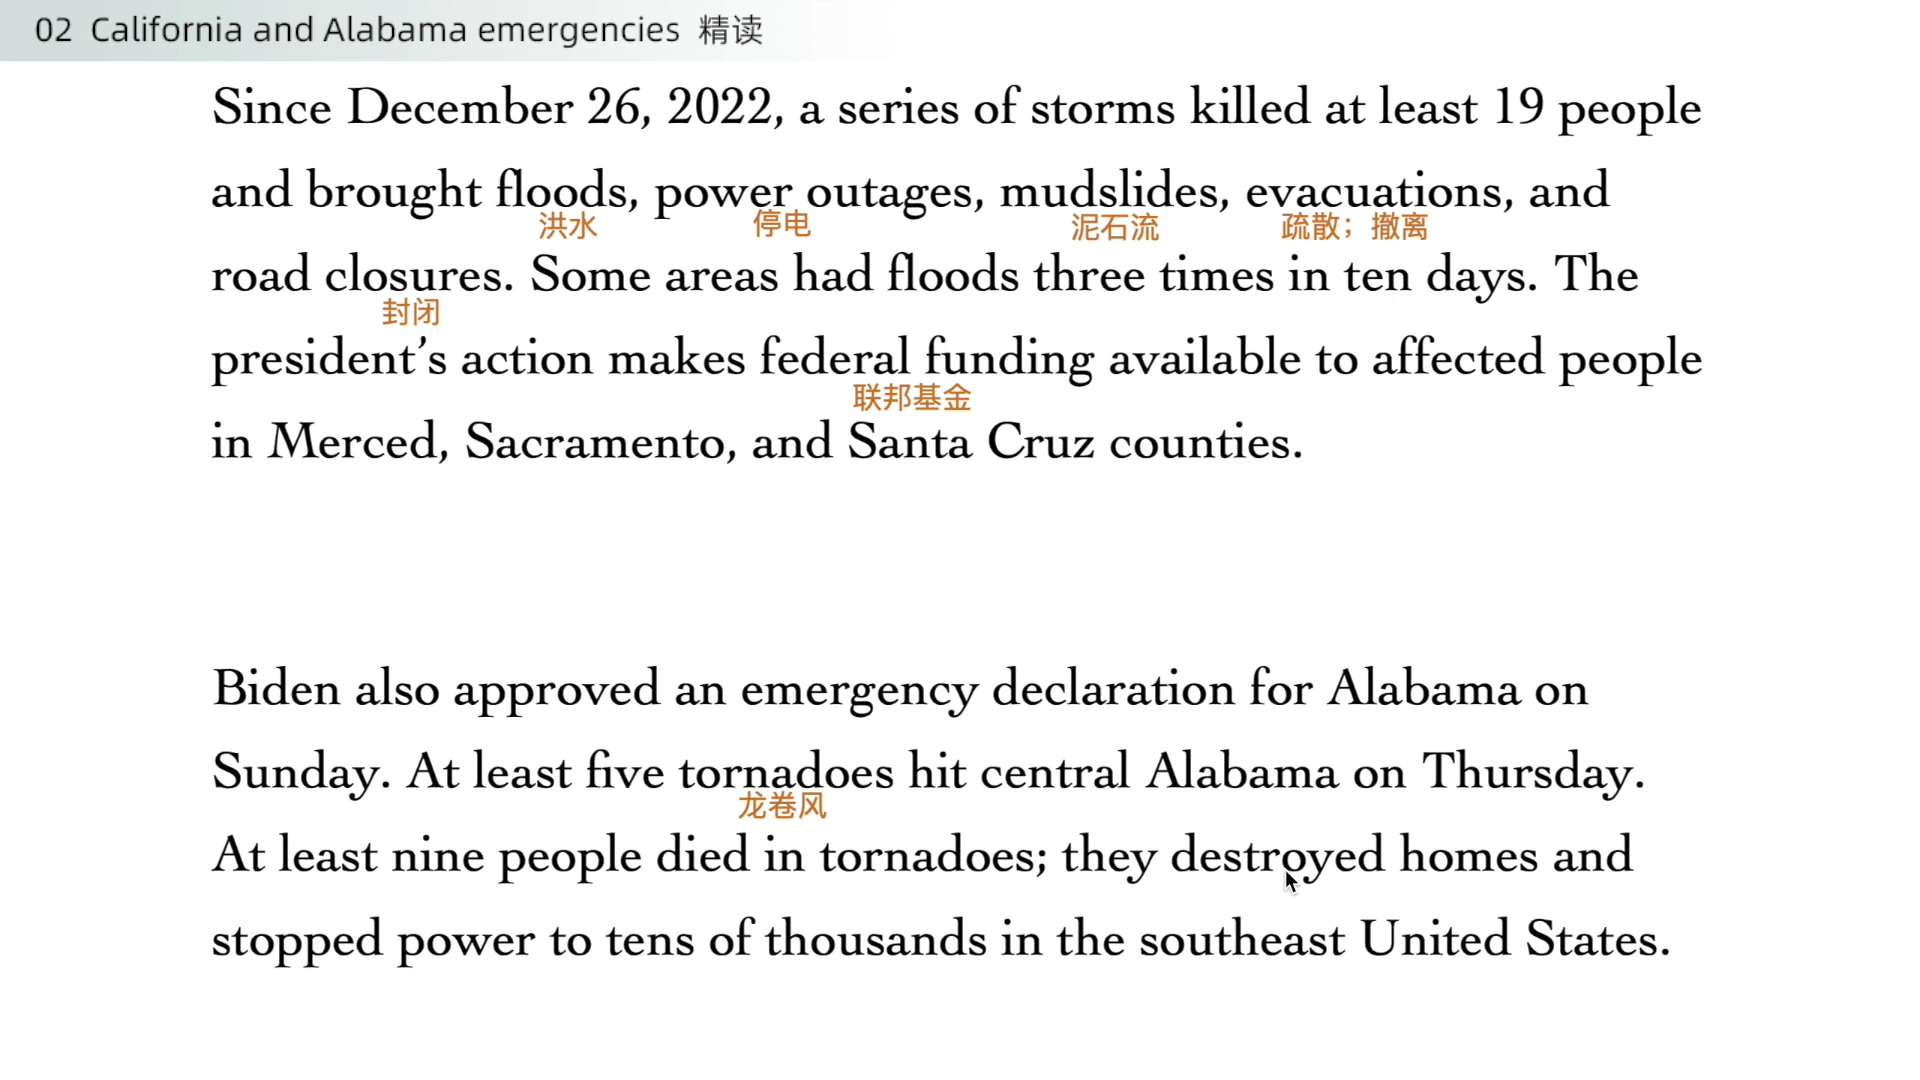 02 California and Alabama emergencies 精读
Since December 26, 2022, a series of storms killed at least 19 people
and brought floods, power outages, mudslides, evacuations, and
洪水 停电 泥石流 疏散；撤离
road closures. Some areas had floods three times in ten days. The
封闭
president’s action makes federal funding available to affected people
联邦基金
in Merced, Sacramento, and Santa Cruz counties.
Biden also approved an emergency declaration for Alabama on
Sunday. At least five tornadoes hit central Alabama on Thursday.
龙卷风
At least nine people died in tornadoes; they destroyed homes and
stopped power to tens of thousands in the southeast United States.